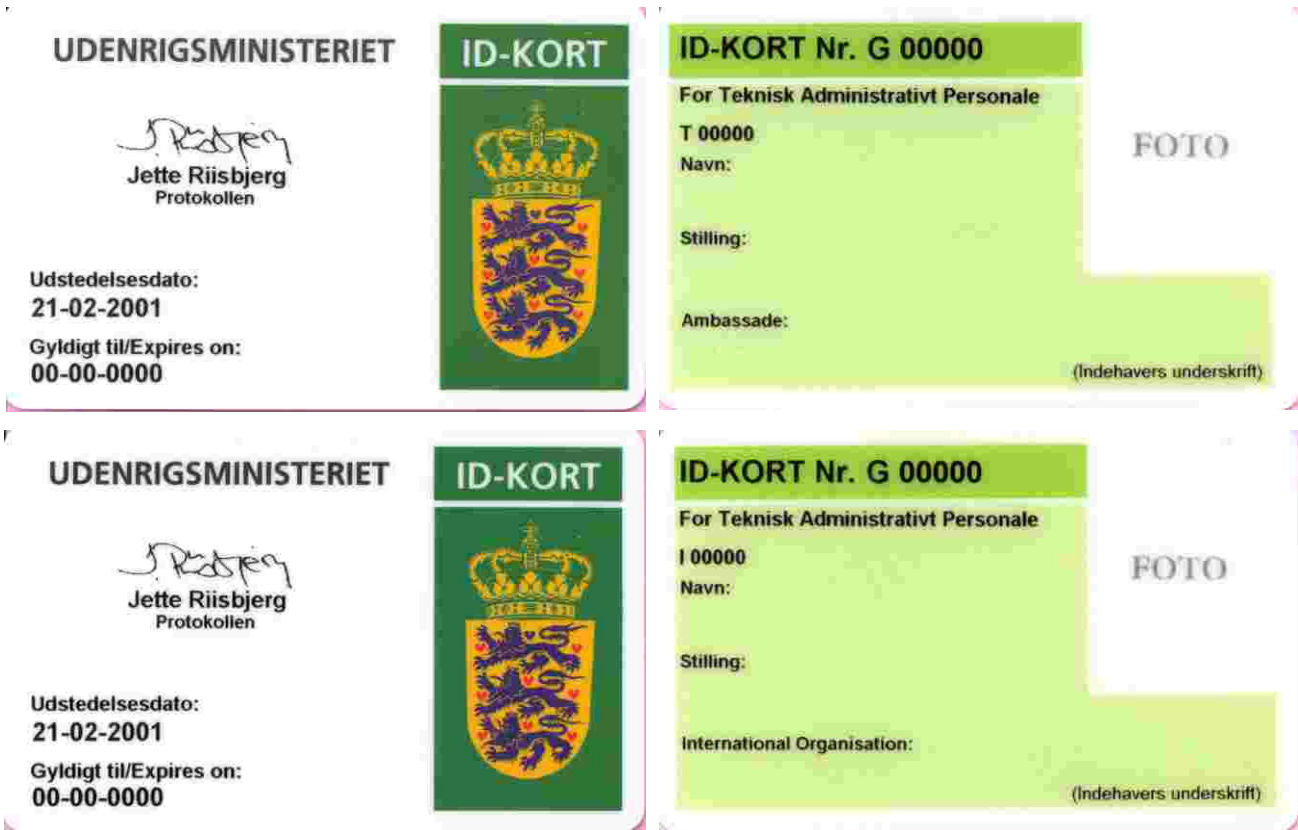 UDENRIGSMINISTERIET
ID-KORT
Jette Riisbjerg
Protokollen
Udstedelsesdato:
21-02-2001
Gyldigt til/Expires on:
00-00-0000
ID-KORT Nr. G 00000
For Teknisk Administrativt Personale
T 00000
Navn:
FOTO
Stilling:
Ambassade:
(Indehavers underskrift)
UDENRIGSMINISTERIET
ID-KORT
Jette Riisbjerg
Protokollen
Udstedelsesdato:
21-02-2001
Gyldigt til/Expires on:
00-00-0000
ID-KORT Nr. G 00000
For Teknisk Administrativt Personale
I 00000
Navn:
FOTO
Stilling:
International Organisation:
(Indehavers underskrift)